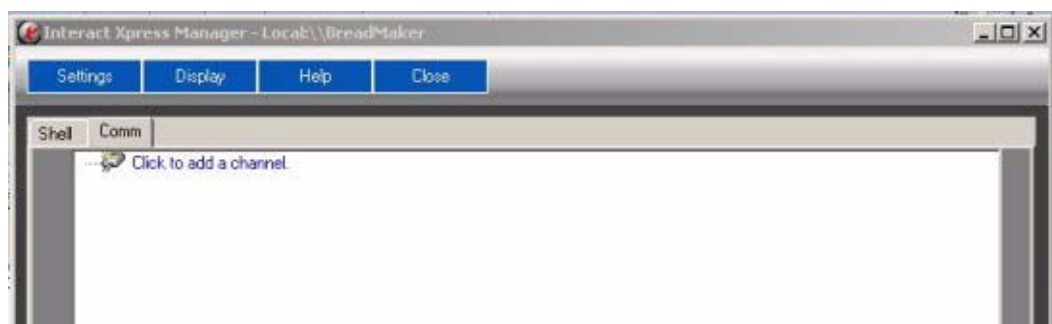 Interact Xpress Manager - Local:\\BreadMaker
Settings Display Help Close
Shell Comm
Click to add a channel.